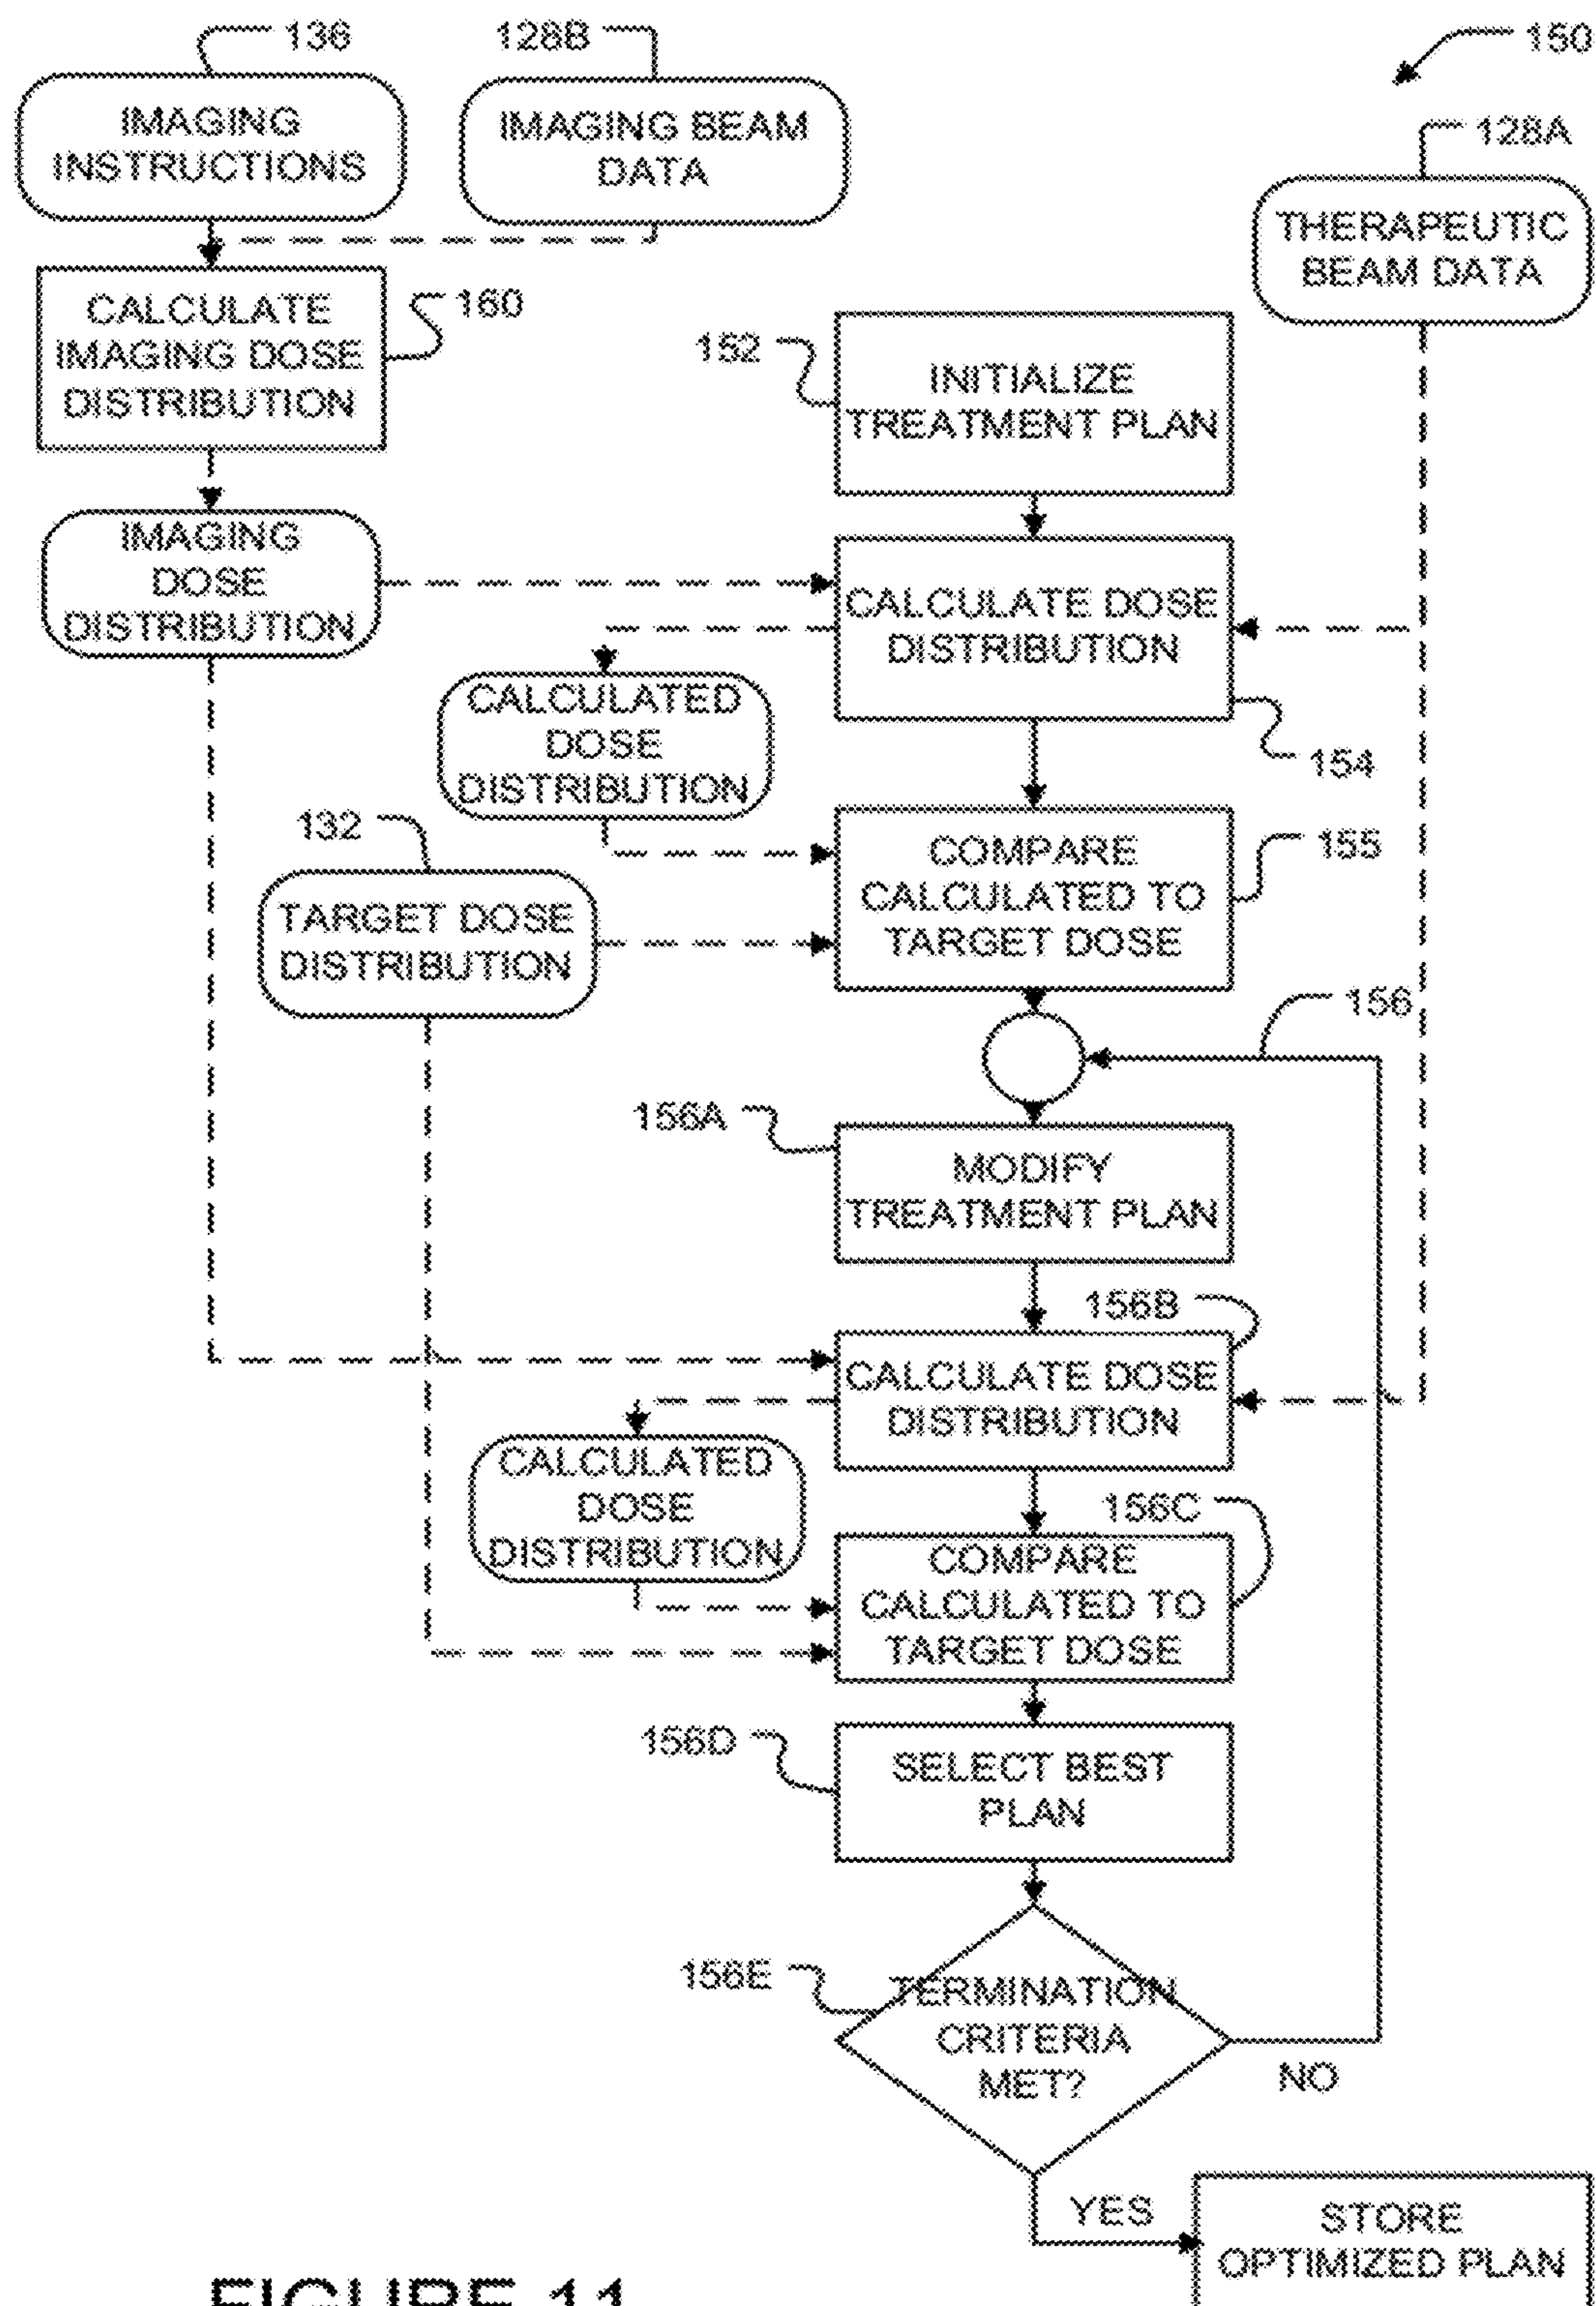 136
128B
150
IMAGING
INSTRUCTIONS
IMAGING BEAM
DATA
128A
THERAPEUTIC
BEAM DATA
CALCULATE
IMAGING DOSE
DISTRIBUTION
160
152
INITIALIZE
TREATMENT PLAN
IMAGING
DOSE
DISTRIBUTION
CALCULATE DOSE
DISTRIBUTION
154
CALCULATED
DOSE
DISTRIBUTION
132
TARGET DOSE
DISTRIBUTION
COMPARE
CALCULATED TO
TARGET DOSE
155
156
156A
MODIFY
TREATMENT PLAN
156B
CALCULATE DOSE
DISTRIBUTION
CALCULATED
DOSE
DISTRIBUTION
156C
COMPARE
CALCULATED TO
TARGET DOSE
156D
SELECT BEST
PLAN
156E
TERMINATION
CRITERIA
MET?
NO
YES
STORE
OPTIMIZED PLAN
FIGURE 11